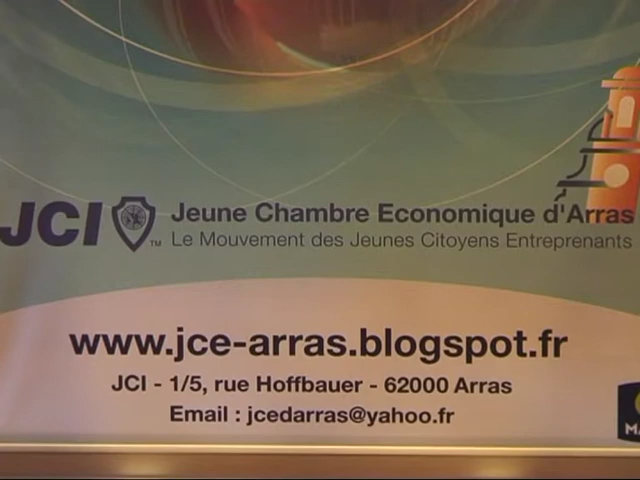 JCI TM Jeune Chambre Economique d'Arras
Le Mouvement des Jeunes Citoyens Entreprenants
www.jce-arras.blogspot.fr
JCI - 1/5, rue Hoffbauer - 62000 Arras
Email : jcedarras@yahoo.fr